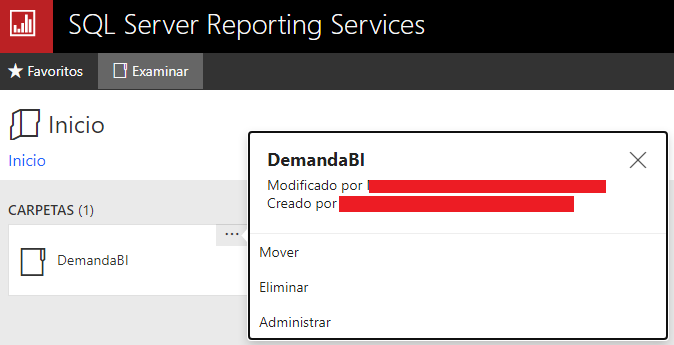 SQL Server Reporting Services
Favoritos
Examinar
Inicio
Inicio
CARPETAS (1)
DemandaBI
...
DemandaBI
Modificado por
Creado por
Mover
Eliminar
Administrar